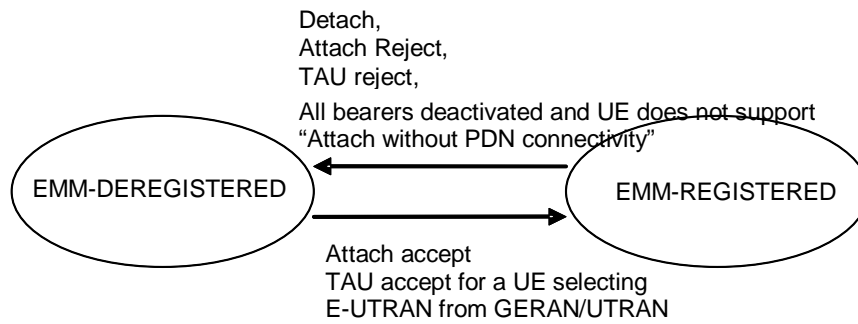 Detach,
Attach Reject,
TAU reject,
All bearers deactivated and UE does not support
“Attach without PDN connectivity”
EMM-DEREGISTERED
EMM-REGISTERED
Attach accept
TAU accept for a UE selecting
E-UTRAN from GERAN/UTRAN